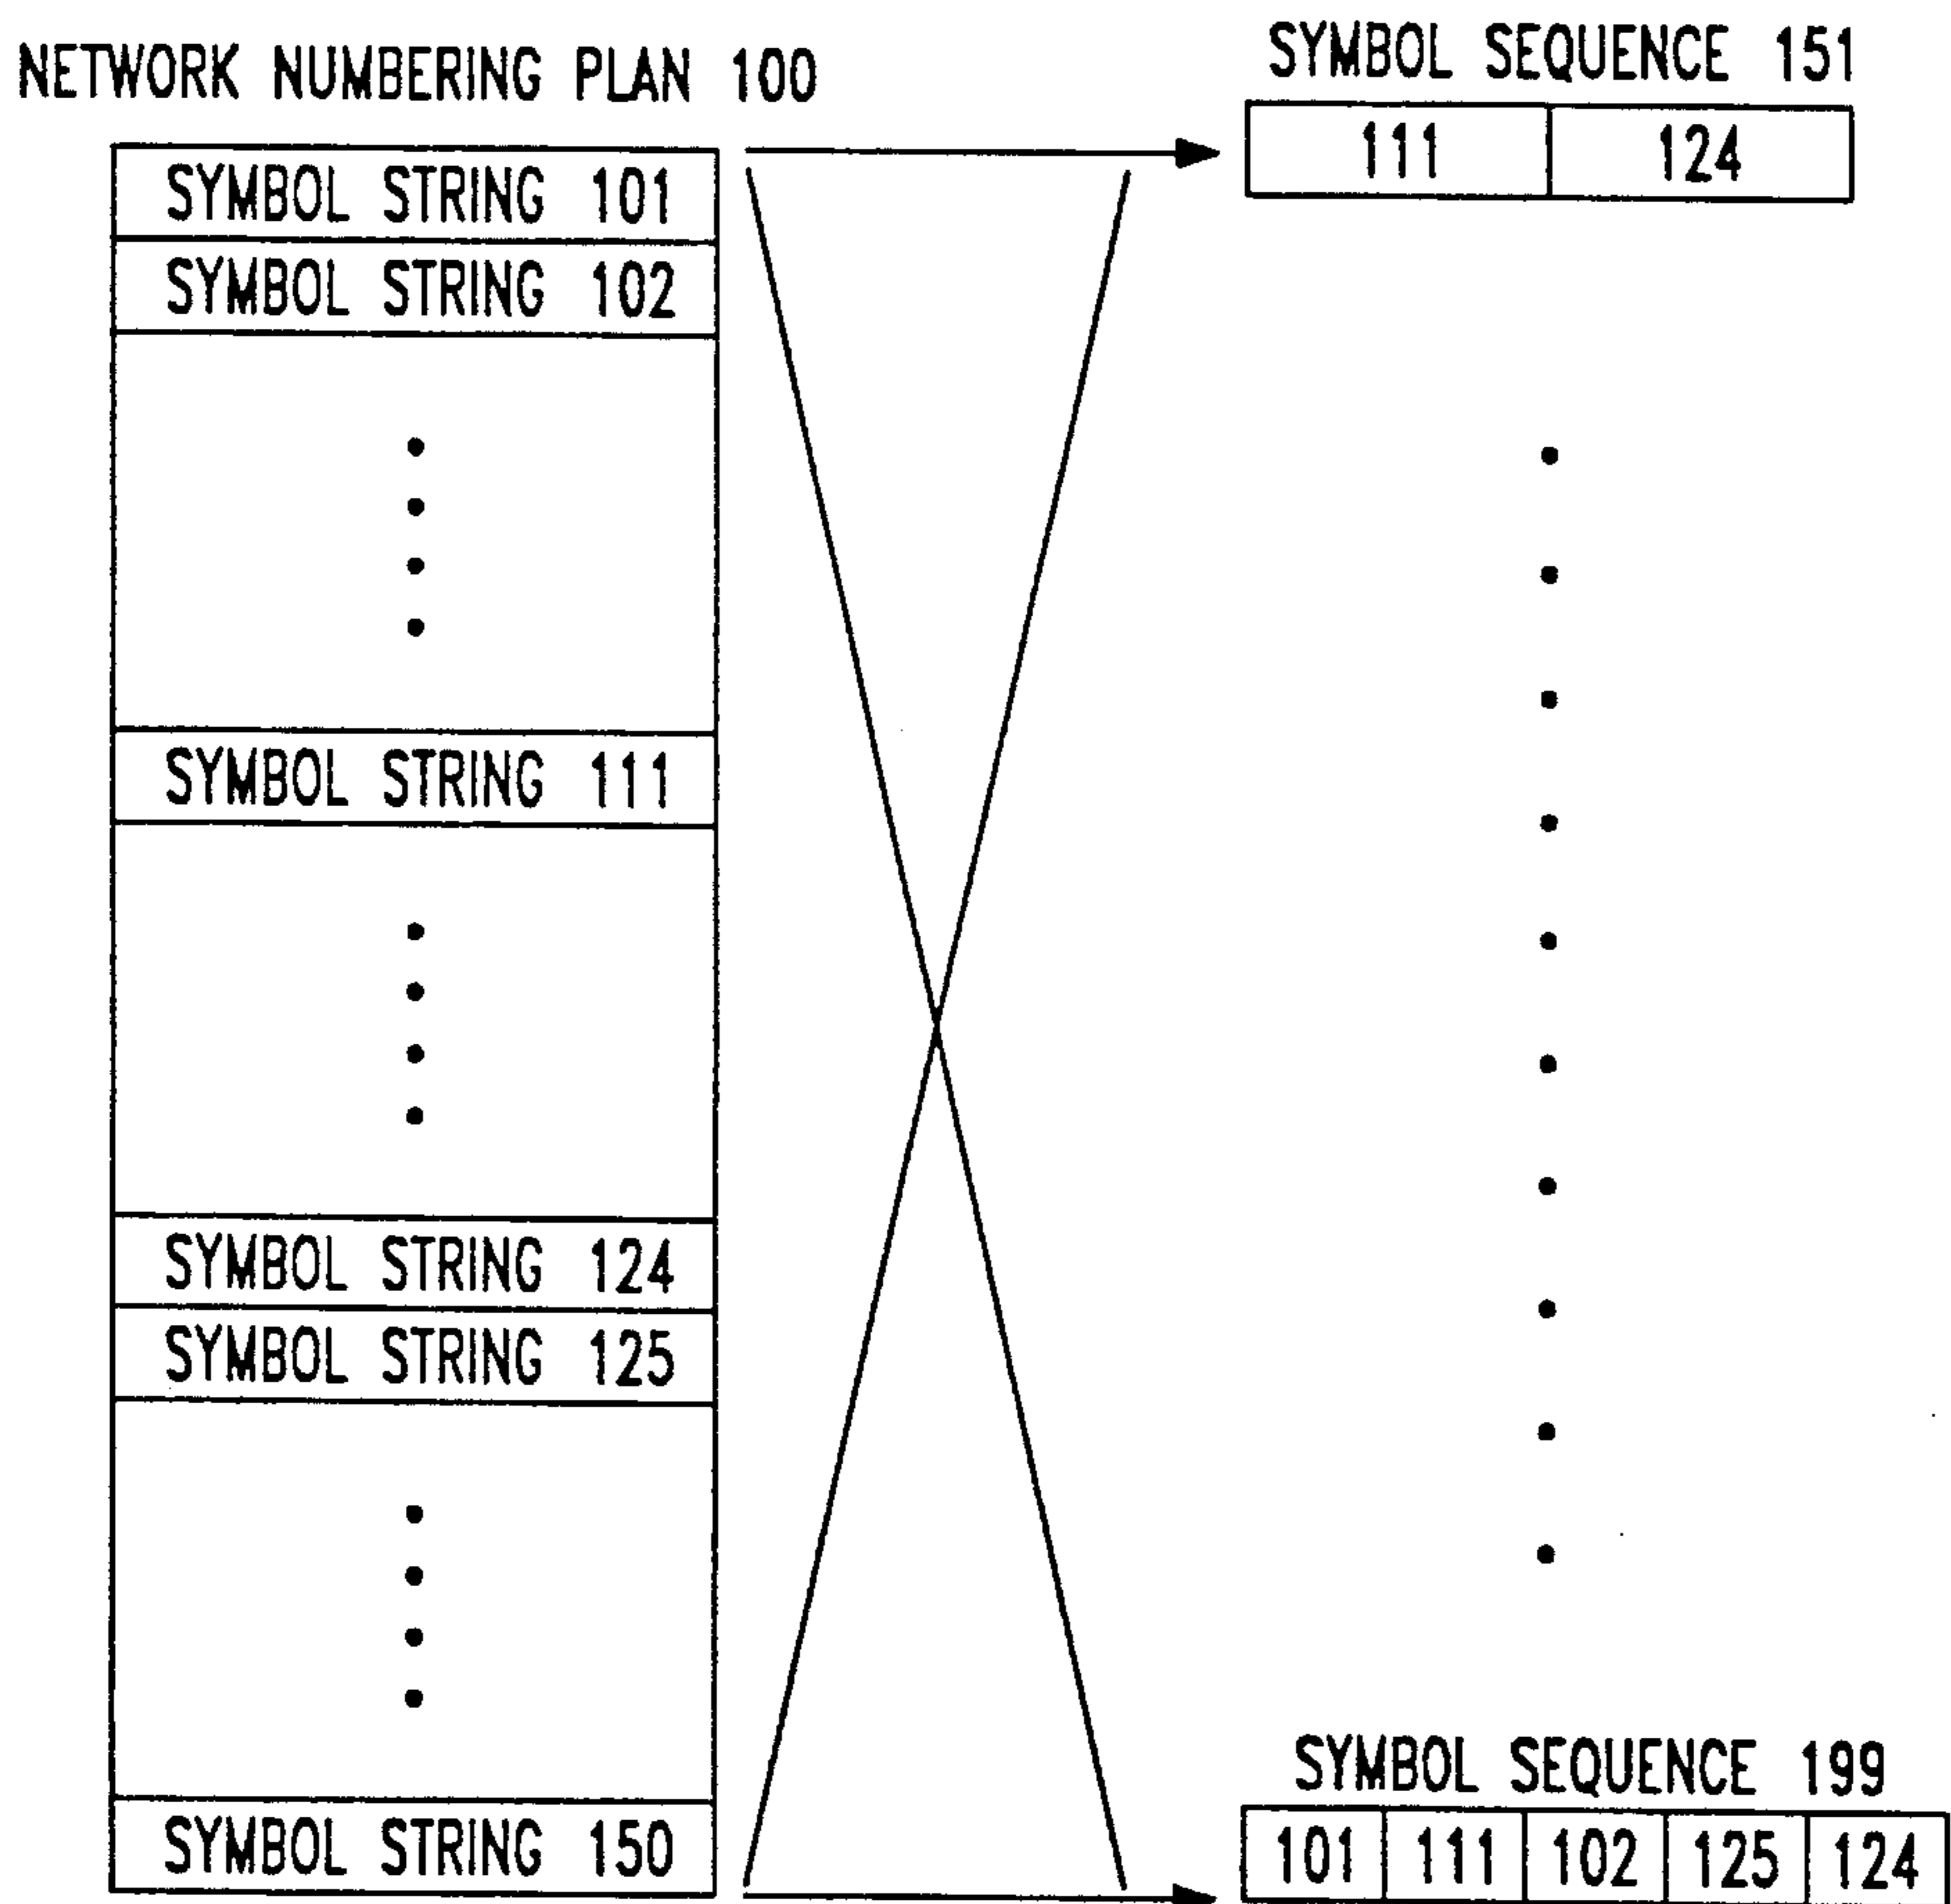 NETWORK NUMBERING PLAN 100
SYMBOL STRING 101
SYMBOL STRING 102
SYMBOL STRING 111
SYMBOL STRING 124
SYMBOL STRING 125
SYMBOL STRING 150
SYMBOL SEQUENCE 151
111 124
SYMBOL SEQUENCE 199
101 111 102 125 124